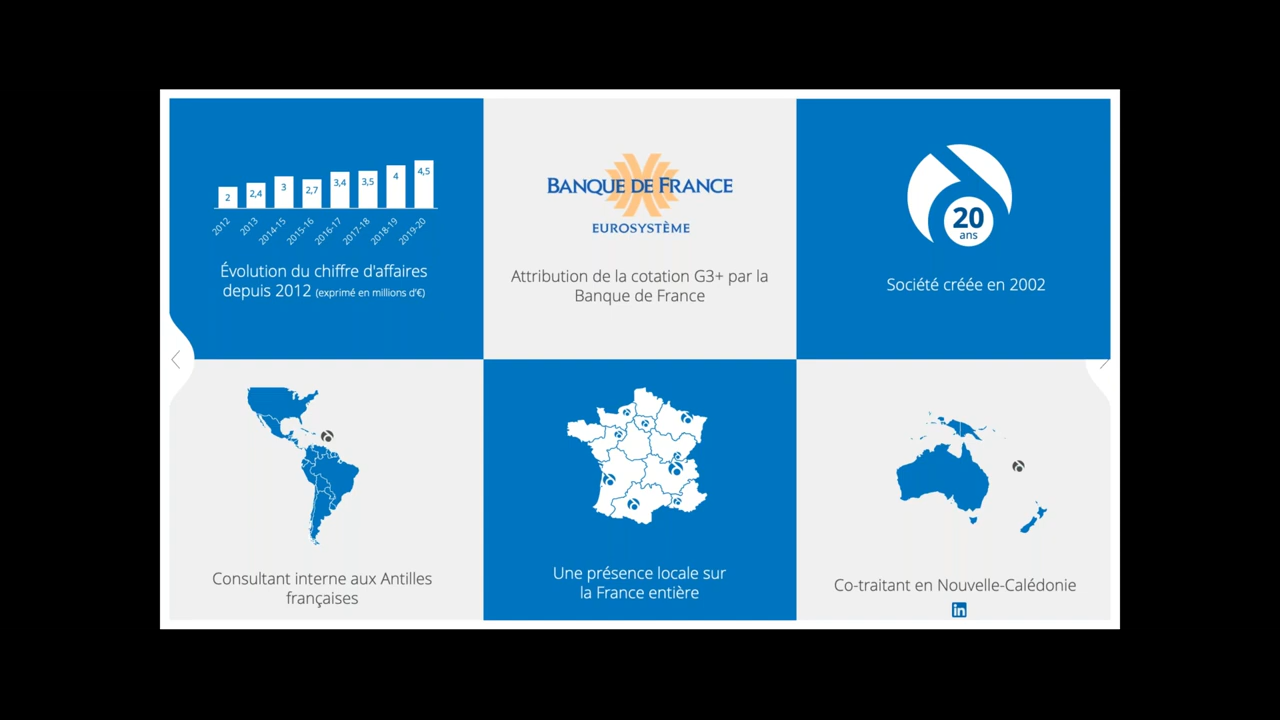 2
2,4
3
2,7
3,4
3,5
4
4,5
2012
2013
2014-15
2015-16
2016-17
2017-18
2018-19
2019-20
Évolution du chiffre d'affaires
depuis 2012 (exprimé en millions d'€)
BANQUE DE FRANCE
EUROSYSTÈME
Attribution de la cotation G3+ par la
Banque de France
20
ans
Société créée en 2002
Consultant interne aux Antilles
françaises
Une présence locale sur
la France entière
Co-traitant en Nouvelle-Calédonie
in